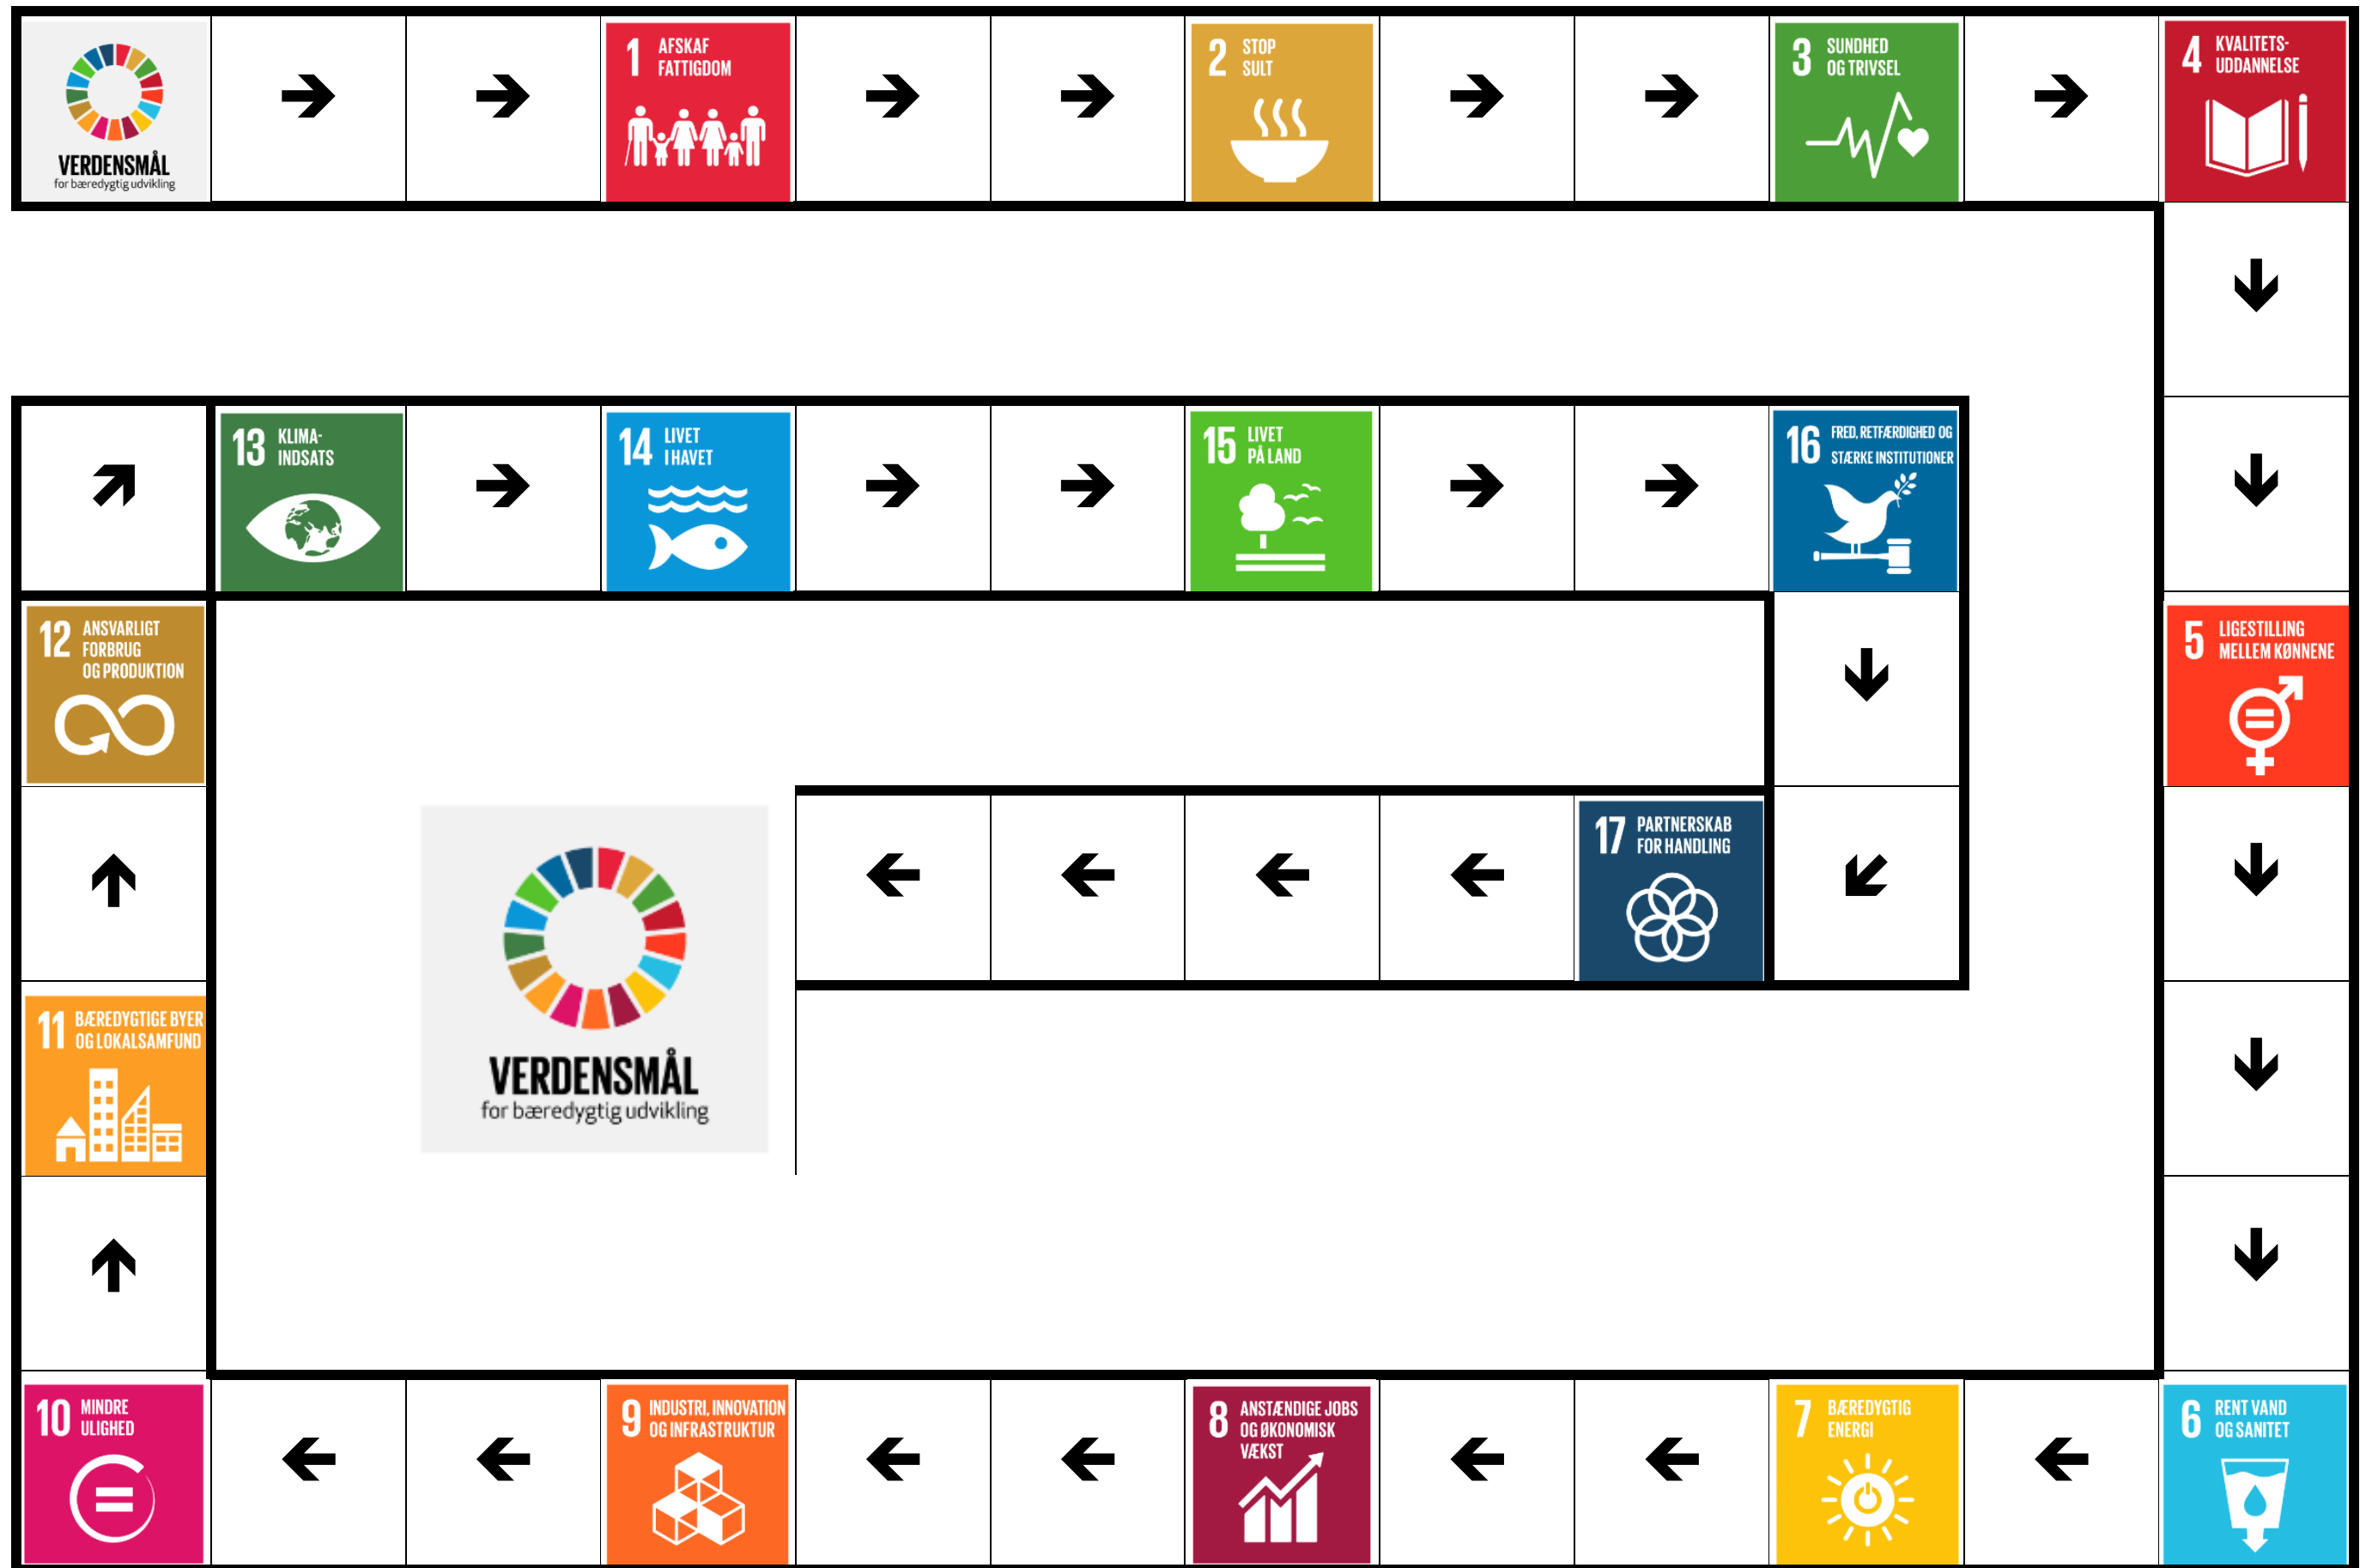 VERDENSMÅL
for bæredygtig udvikling
1 AFSKAF
FATTIGDOM
2 STOP
SULT
3 SUNDHED
OG TRIVSEL
4 KVALITETS-
UDDANNELSE
5 LIGESTILLING
MELLEM KØNNENE
6 RENT VAND
OG SANITET
7 BÆREDYGTIG
ENERGI
8 ANSTÆNDIGE JOBS
OG ØKONOMISK
VÆKST
9 INDUSTRI, INNOVATION
OG INFRASTRUKTUR
10 MINDRE
ULIGHED
11 BÆREDYGTIGE BYER
OG LOKALSAMFUND
12 ANSVARLIGT
FORBRUG
OG PRODUKTION
13 KLIMA-
INDSATS
14 LIVET
I HAVET
15 LIVET
PÅ LAND
16 FRED, RETFÆRDIGHED OG
STÆRKE INSTITUTIONER
17 PARTNERSKAB
FOR HANDLING
VERDENSMÅL
for bæredygtig udvikling